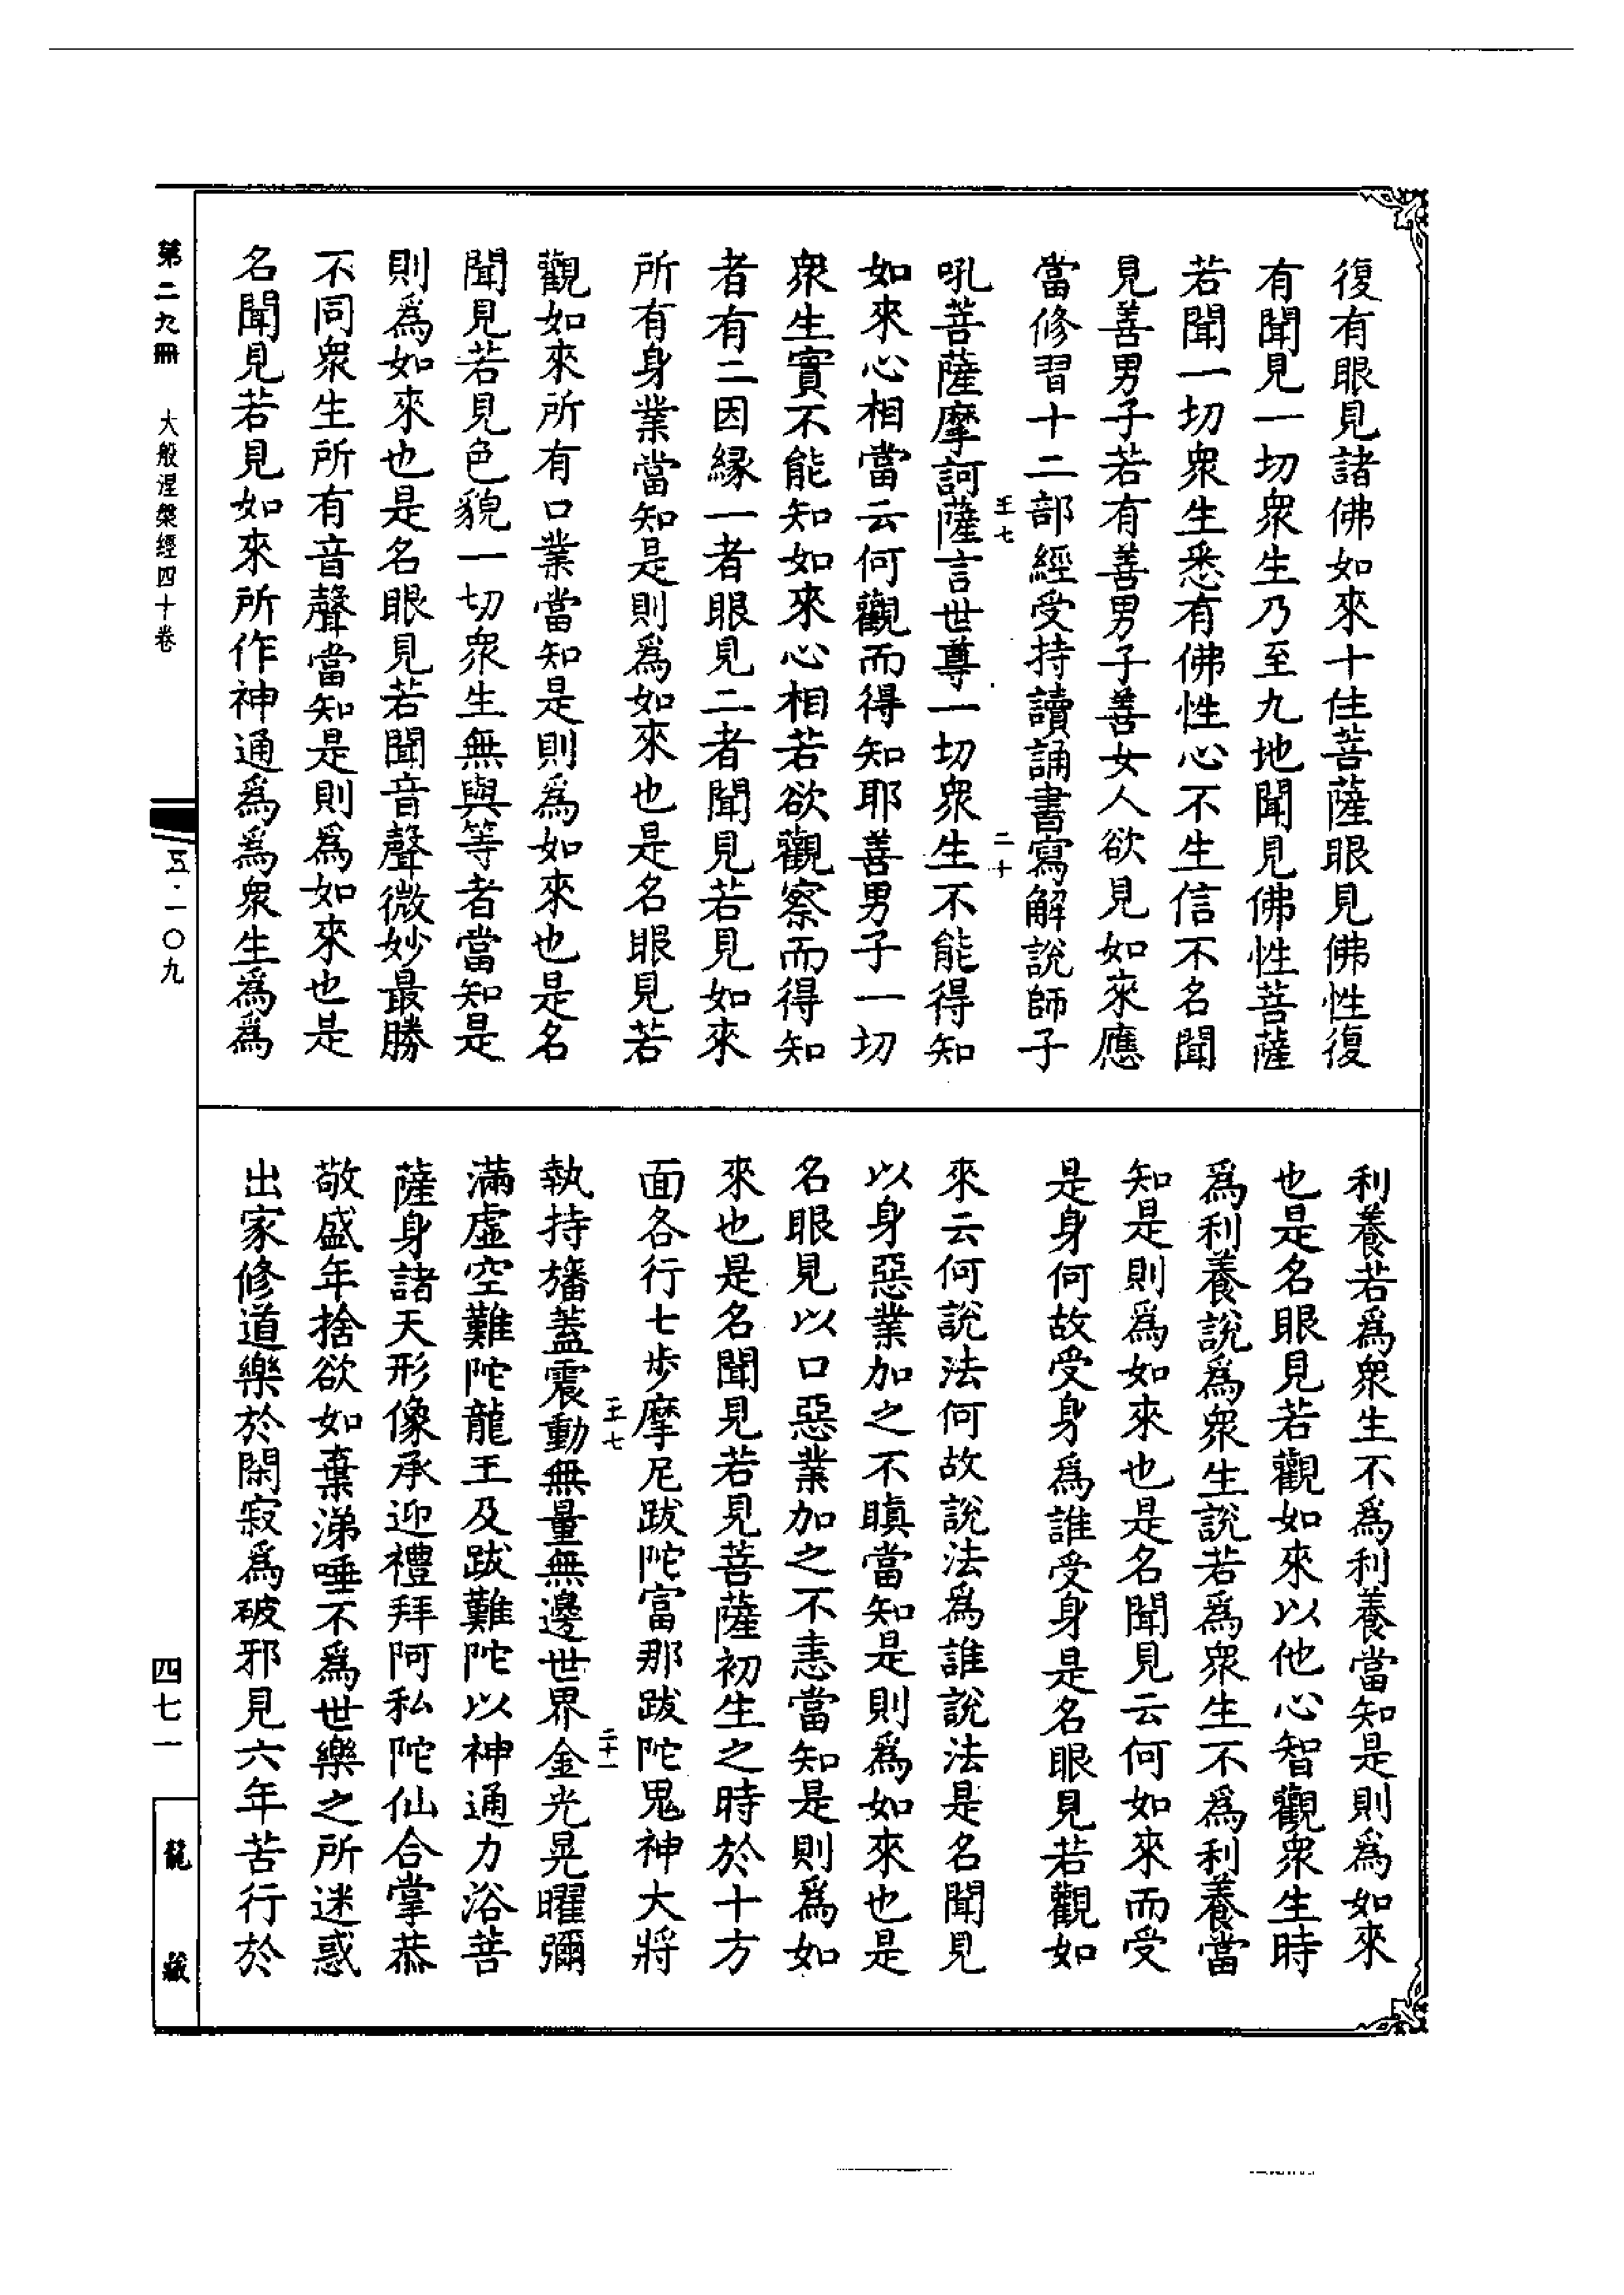 復有眼見諸佛如來十住菩薩眼見佛性復
有聞見一切衆生乃至九地聞見佛性菩薩
若聞一切衆生悉有佛性心不生信不名聞
見善男子若有善男子善女人欲見如來應
當修習十二部經受持讀誦書寫解說師子
王七 二十
吼菩薩摩訶薩言世尊一切衆生不能得知
如來心相當云何觀而得知耶善男子一切
衆生實不能知如來心相若欲觀察而得知
者有二因緣一者眼見二者聞見若見如來
所有身業當知是則爲如來也是名眼見若
觀如來所有口業當知是則爲如來也是名
聞見若見色貌一切衆生無與等者當知是
則爲如來也是名眼見若聞音聲微妙最勝
不同衆生所有音聲當知是則爲如來也是
名聞見若見如來所作神通爲爲衆生爲爲
利養若爲衆生不爲利養當知是則爲如來
也是名眼見若觀如來以他心智觀衆生時
爲利養說爲衆生說若爲衆生不爲利養當
知是則爲如來也是名聞見云何如來而受
是身何故受身爲誰受身是名眼見若觀如
來云何說法何故說法爲誰說法是名聞見
以身惡業加之不瞋當知是則爲如來也是
名眼見以口惡業加之不恚當知是則爲如
來也是名聞見若見菩薩初生之時於十方
面各行七步摩尼跋陀富那跋陀鬼神大將
王七 二十一
執持旛蓋震動無量無邊世界金光晃曜彌
滿虛空難陀龍王及跋難陀以神通力浴菩
薩身諸天形像承迎禮拜阿私陀仙合掌恭
敬盛年捨欲如棄涕唾不爲世樂之所迷惑
出家修道樂於閑寂爲破邪見六年苦行於
第二九冊 大般涅槃經四十卷
五·一〇九
四七一
龍藏